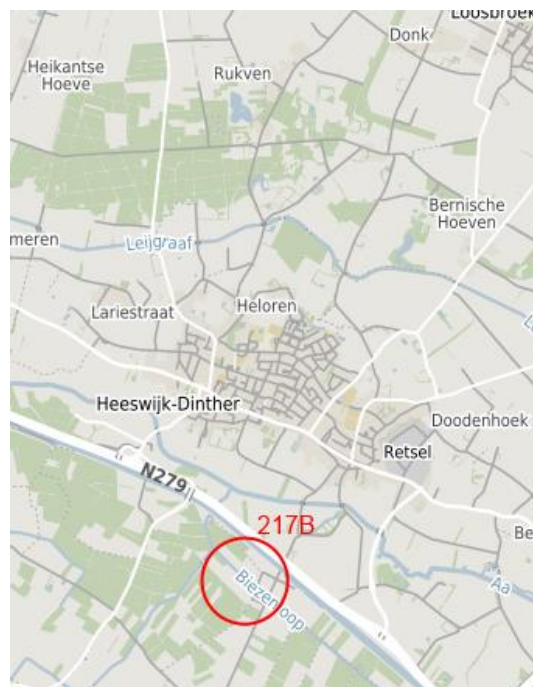 Loosbroek
Donk
Heikantse
Hoeve
Rukven
Bernische
Hoeven
meren
Leijgraaf
Lariestraat
Heloren
Heeswijk-Dinther
Doodenhoek
Retsel
N279
217B
Be
Aa
Biezenloop